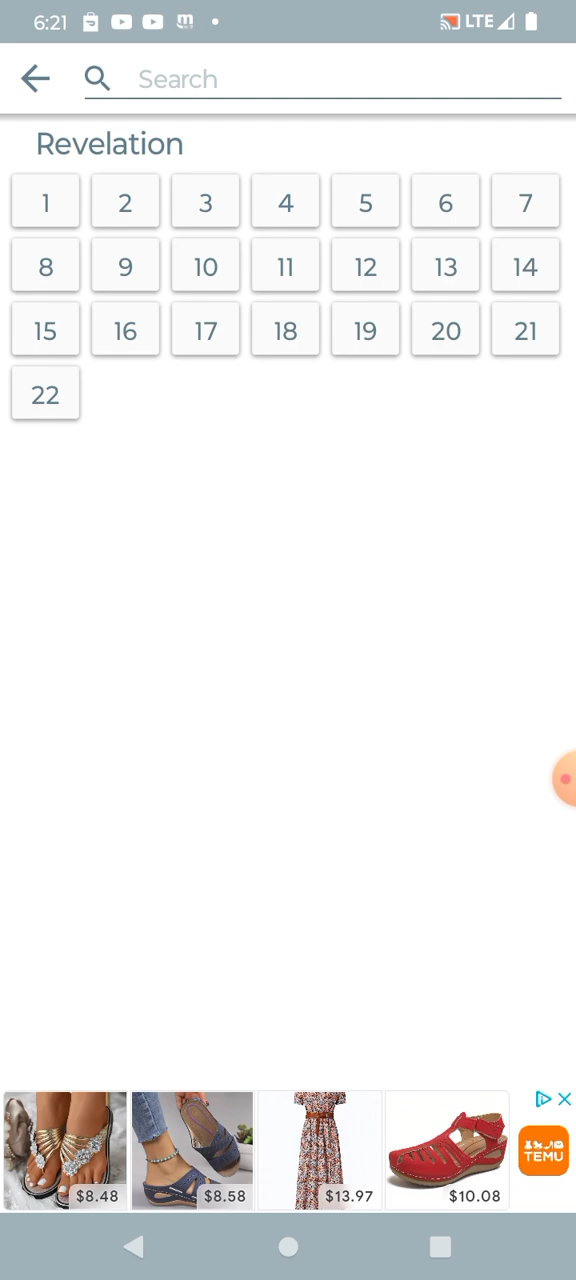 6:21 LTE
Search
Revelation
1 2 3 4 5 6 7
8 9 10 11 12 13 14
15 16 17 18 19 20 21
22
$8.48 $8.58 $13.97 $10.08 TEMU